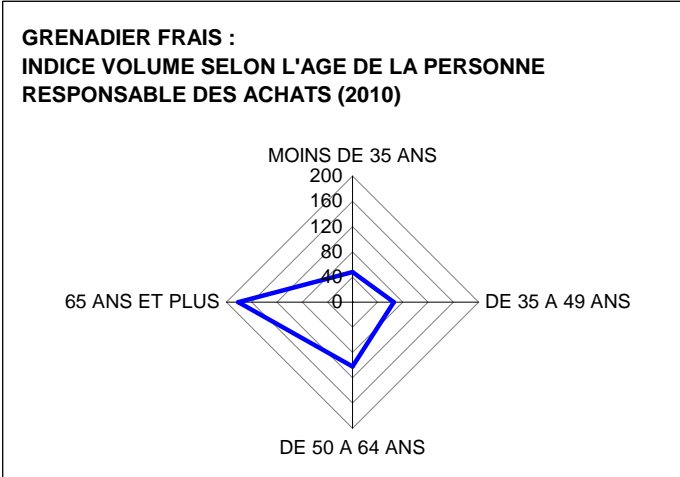 GRENADIER FRAIS :
INDICE VOLUME SELON L'AGE DE LA PERSONNE
RESPONSABLE DES ACHATS (2010)
MOINS DE 35 ANS
200
160
120
80
40
0
65 ANS ET PLUS
DE 35 A 49 ANS
DE 50 A 64 ANS